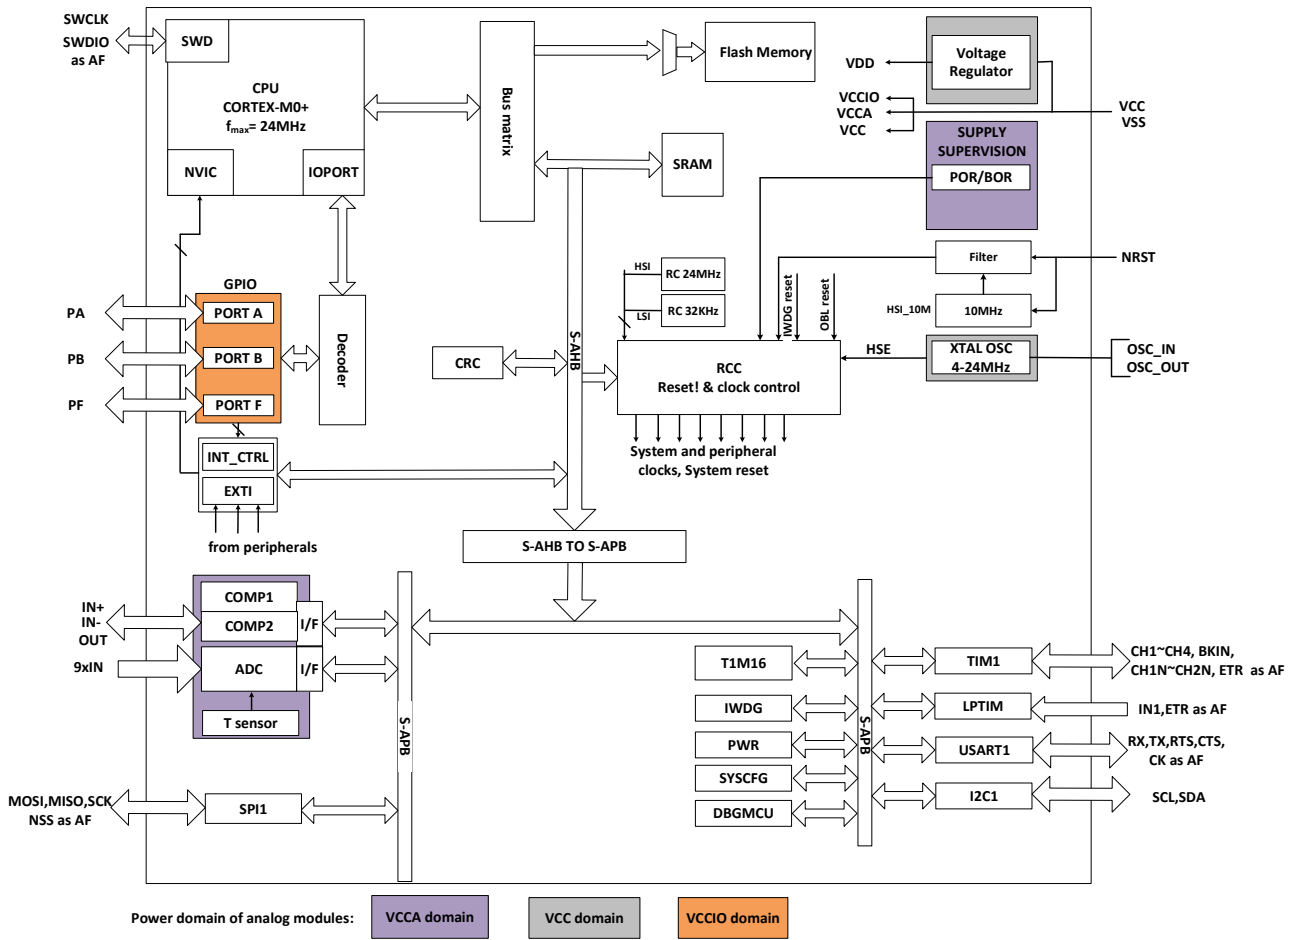 SWCLK
SWDIO
as AF
SWD
CPU
CORTEX-M0+
fmax= 24MHz
NVIC
IOPORT
Bus matrix
Flash Memory
SRAM
Voltage
Regulator
VDD
VCCIO
VCCA
VCC
VCC
VSS
SUPPLY
SUPERVISION
POR/BOR
Filter
NRST
HSI_10M
10MHz
HSI
RC 24MHz
LSI
RC 32KHz
IWDG reset
OBL reset
GPIO
PA
PORT A
PB
PORT B
PF
PORT F
Decoder
S-AHB
CRC
RCC
Reset! & clock control
HSE
XTAL OSC
4-24MHz
OSC_IN
OSC_OUT
System and peripheral
clocks, System reset
INT_CTRL
EXTI
from peripherals
S-AHB TO S-APB
IN+
IN-
OUT
COMP1
COMP2
I/F
9xIN
ADC
I/F
T sensor
S-APB
MOSI,MISO,SCK
NSS as AF
SPI1
T1M16
IWDG
PWR
SYSCFG
DBGMCU
S-APB
TIM1
CH1~CH4, BKIN,
CH1N~CH2N, ETR as AF
LPTIM
IN1,ETR as AF
USART1
RX,TX,RTS,CTS,
CK as AF
I2C1
SCL,SDA
Power domain of analog modules:
VCCA domain
VCC domain
VCCIO domain